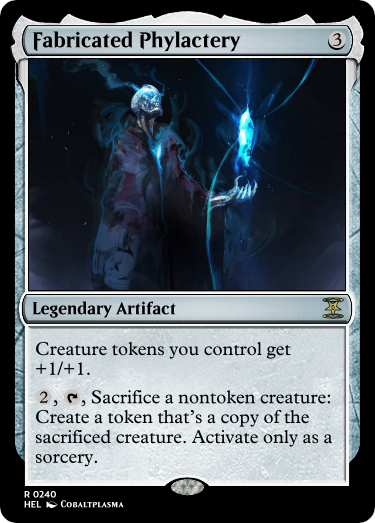 Fabricated Phylactery 3
Legendary Artifact
Creature tokens you control get
+1/+1.
2, , Sacrifice a nontoken creature:
Create a token that's a copy of the
sacrificed creature. Activate only as a
sorcery.
R 0240
HEL Cobaltplasma